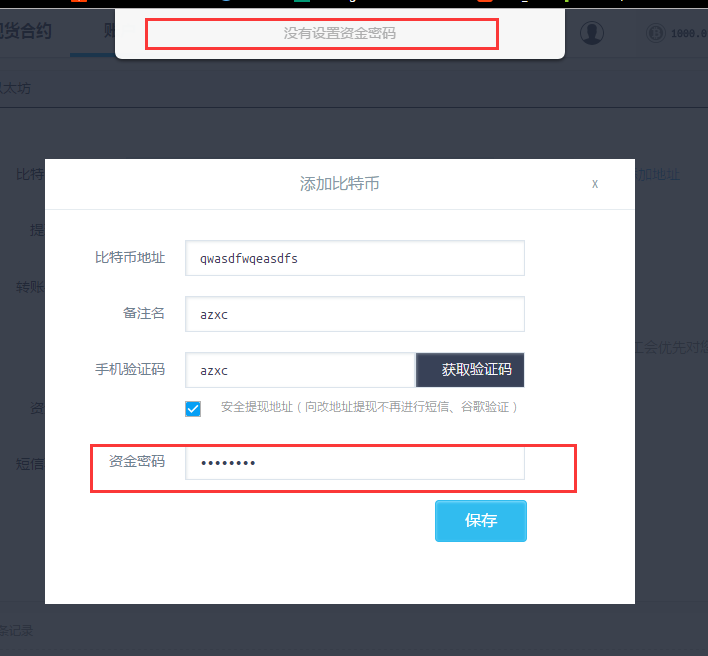 现货合约
没有设置资金密码
1000.0
太坊
添加比特币
x
比特
加地址
比特币地址
qwasdfwqeasdfs
提
备注名
azxc
转账
手机验证码
azxc
获取验证码
会优先对
安全提现地址（向改地址提现不再进行短信、谷歌验证）
资
资金密码
••••••••
短信
保存
条记录